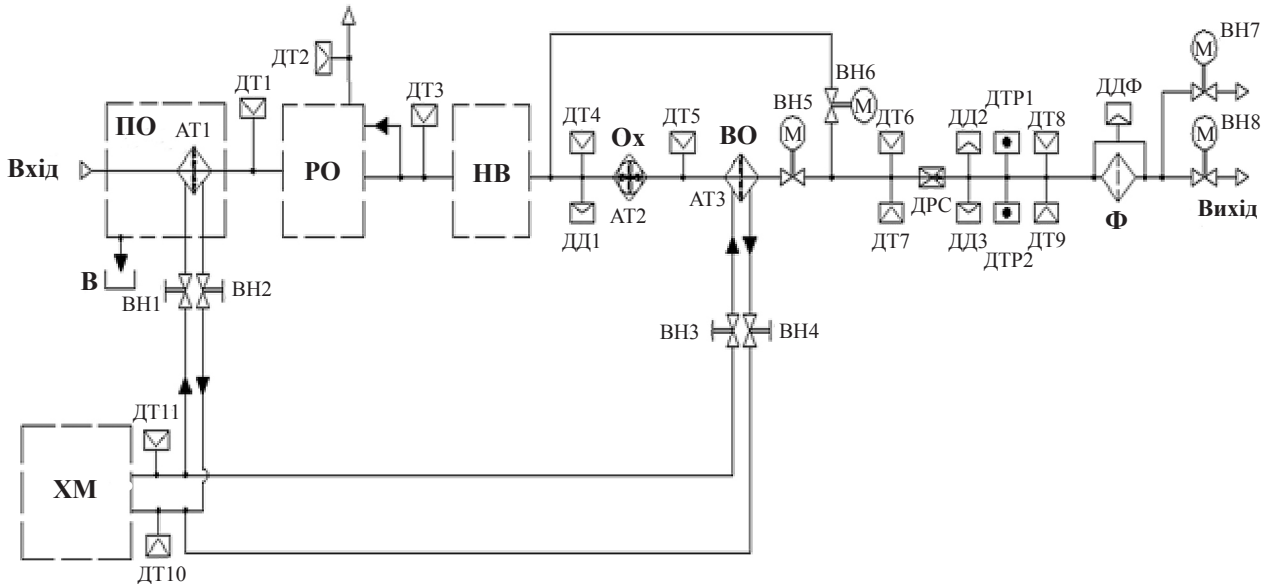 ВН7
М
ДТ2
ДТ1
ДТ3
ВН6
М
ВН5
М
ДДФ
ВН8
М
ПО
АТ1
ДТ4
Ох
ДТ5
ВО
ДТ6
ДД2
ДТР1
ДТ8
Вхід
РО
НВ
АТ2
АТ3
ДРС
Ф
Вихід
ДД1
ДТ7
ДД3
ДТР2
ДТ9
В
ВН1
ВН2
ВН3
ВН4
ДТ11
ХМ
ДТ10